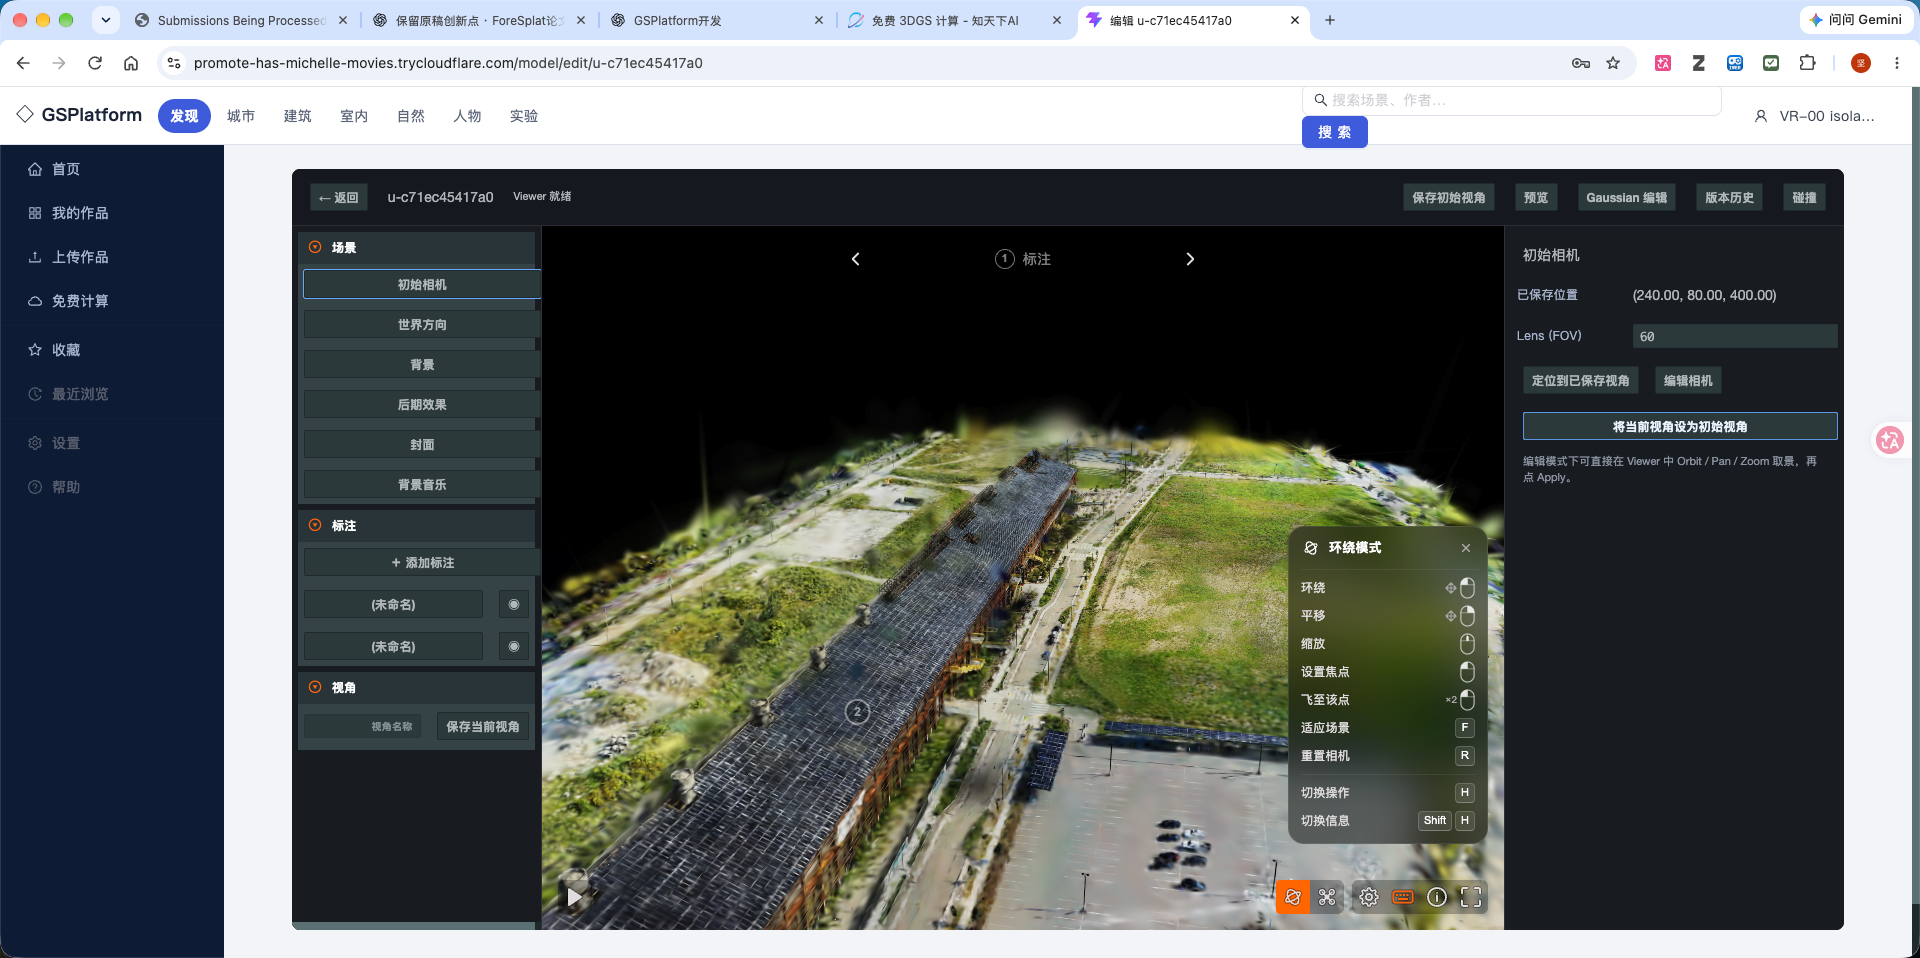 Submissions Being Processed
保留原稿创新点 · ForeSplat论
GSPlatform开发
免费 3DGS 计算 - 知天下AI
编辑 u-c71ec45417a0
问问 Gemini
promote-has-michelle-movies.trycloudflare.com/model/edit/u-c71ec45417a0
GSPlatform
发现
城市
建筑
室内
自然
人物
实验
搜索场景、作者...
搜 索
VR-00 isola...
首页
我的作品
上传作品
免费计算
收藏
最近浏览
设置
帮助
← 返回
u-c71ec45417a0
Viewer 就绪
保存初始视角
预览
Gaussian 编辑
版本历史
碰撞
场景
初始相机
世界方向
背景
后期效果
封面
背景音乐
标注
+ 添加标注
(未命名)
(未命名)
视角
视角名称
保存当前视角
1 标注
2
环绕模式
环绕
平移
缩放
设置焦点
飞至该点 ×2
适应场景 F
重置相机 R
切换操作 H
切换信息 Shift H
初始相机
已保存位置 (240.00, 80.00, 400.00)
Lens (FOV) 60
定位到已保存视角
编辑相机
将当前视角设为初始视角
编辑模式下可直接在 Viewer 中 Orbit / Pan / Zoom 取景，再
点 Apply。